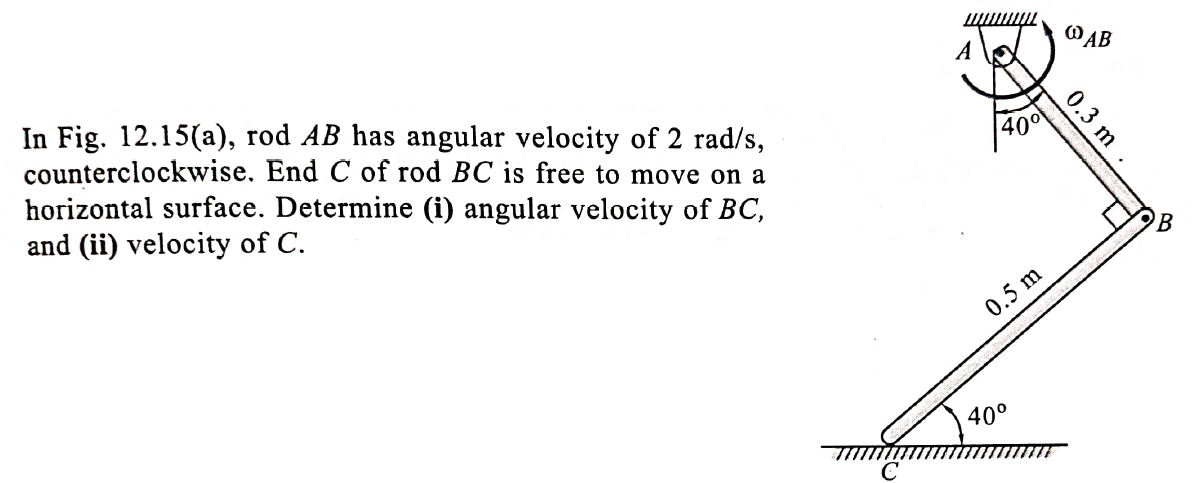 In Fig. 12.15(a), rod AB has angular velocity of 2 rad/s,
counterclockwise. End C of rod BC is free to move on a
horizontal surface. Determine (i) angular velocity of BC,
and (ii) velocity of C.
A
ω AB
0.3 m
40°
B
0.5 m
40°
C